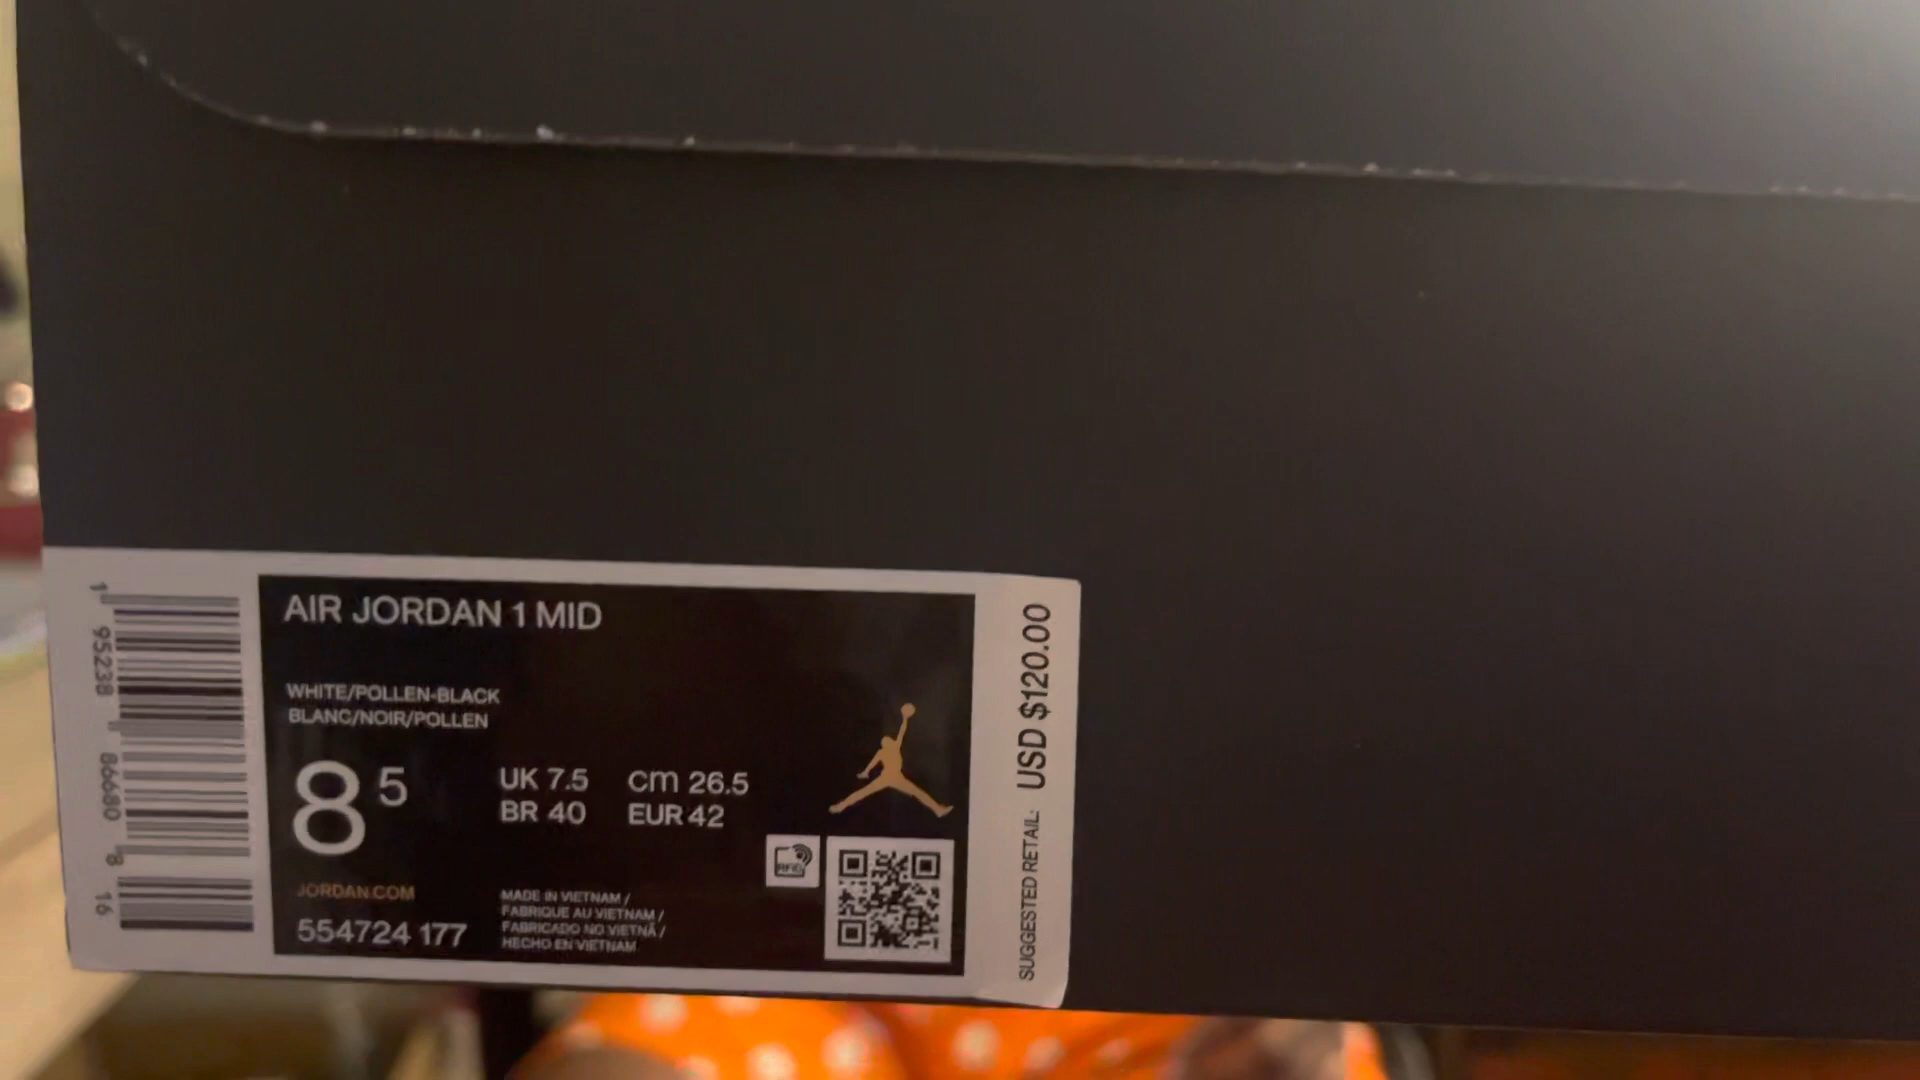 AIR JORDAN 1 MID
WHITE/POLLEN-BLACK
BLANC/NOIR/POLLEN
8 5
UK 7.5 cm 26.5
BR 40 EUR 42
RFID
JORDAN.COM
554724 177
MADE IN VIETNAM /
FABRIQUE AU VIETNAM /
FABRICADO NO VIETNÃ /
HECHO EN VIETNAM
SUGGESTED RETAIL: USD $120.00
1 95238 86680 8 16